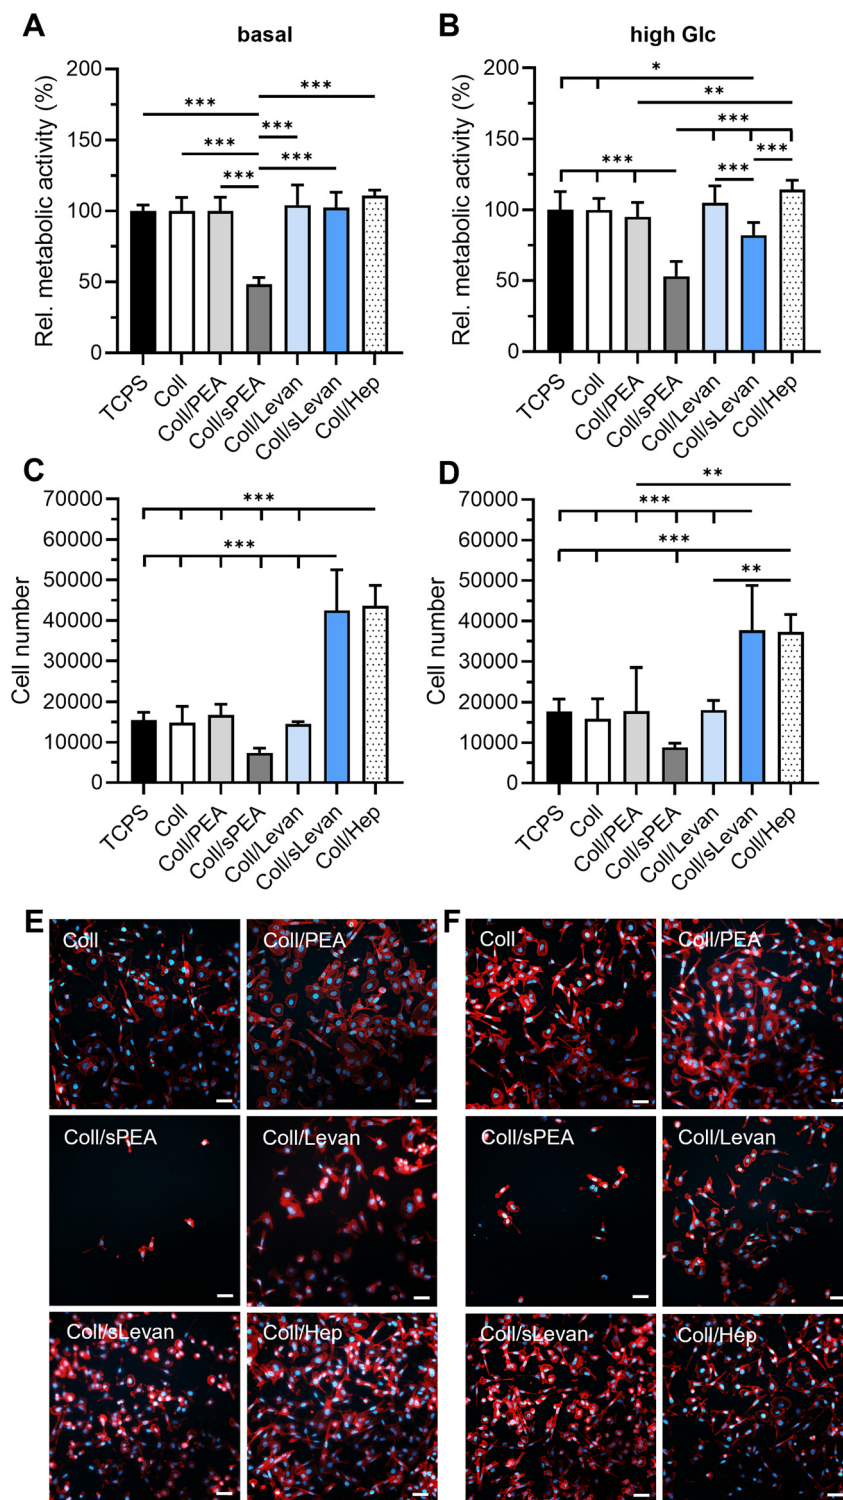 A
basal
Rel. metabolic activity (%)
200
150
100
50
0
***
***
***
***
***
***
TCPS
Coll
Coll/PEA
Coll/sPEA
Coll/Levan
Coll/sLevan
Coll/Hep
B
high Glc
Rel. metabolic activity (%)
200
150
100
50
0
*
**
***
***
***
***
TCPS
Coll
Coll/PEA
Coll/sPEA
Coll/Levan
Coll/sLevan
Coll/Hep
C
Cell number
70000
60000
50000
40000
30000
20000
10000
0
***
***
TCPS
Coll
Coll/PEA
Coll/sPEA
Coll/Levan
Coll/sLevan
Coll/Hep
D
Cell number
70000
60000
50000
40000
30000
20000
10000
0
**
***
***
**
TCPS
Coll
Coll/PEA
Coll/sPEA
Coll/Levan
Coll/sLevan
Coll/Hep
E
Coll
Coll/PEA
Coll/sPEA
Coll/Levan
Coll/sLevan
Coll/Hep
F
Coll
Coll/PEA
Coll/sPEA
Coll/Levan
Coll/sLevan
Coll/Hep